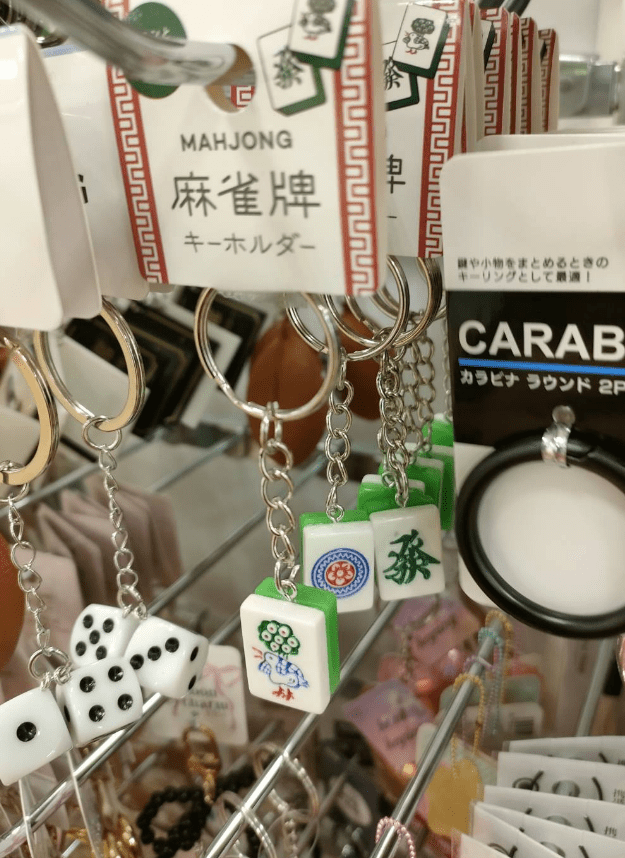 發
MAHJONG
麻雀牌
キーホルダー
牌
鍵や小物をまとめるときの
キーリングとして最適！
CARAB
カラビナ ラウンド 2P
發